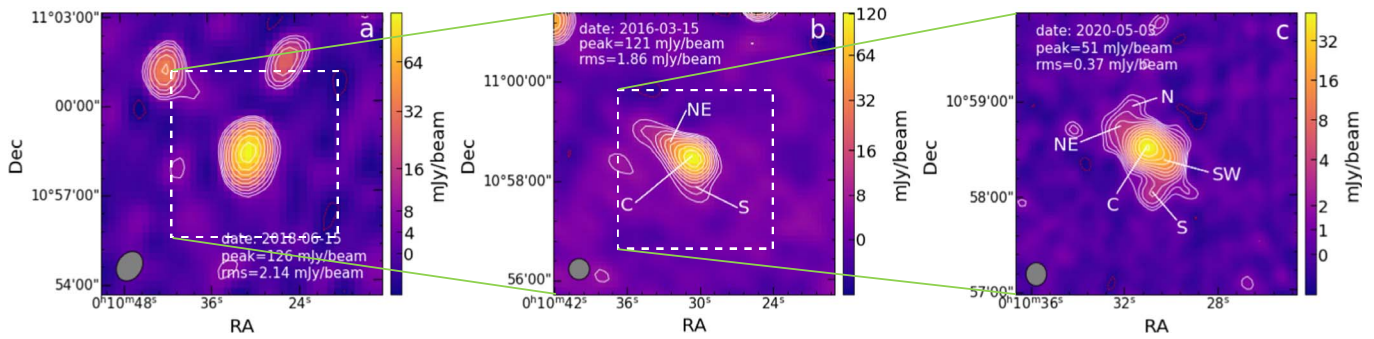 11°03'00"
00'00"
10°57'00"
54'00"
Dec
0ʰ10ᵐ48ˢ
36ˢ
24ˢ
RA
a
date: 2018-06-15
peak=126 mJy/beam
rms=2.14 mJy/beam
64
32
16
8
4
0
mJy/beam
11°00'00"
10°58'00"
56'00"
Dec
0ʰ10ᵐ42ˢ
36ˢ
30ˢ
24ˢ
RA
date: 2016-03-15
peak=121 mJy/beam
rms=1.86 mJy/beam
b
NE
C
S
120
64
32
16
8
0
mJy/beam
10°59'00"
58'00"
57'00"
Dec
0ʰ10ᵐ36ˢ
32ˢ
28ˢ
RA
date: 2020-05-03
peak=51 mJy/beam
rms=0.37 mJy/beam
c
N
NE
SW
C
S
32
16
8
4
2
1
0
mJy/beam